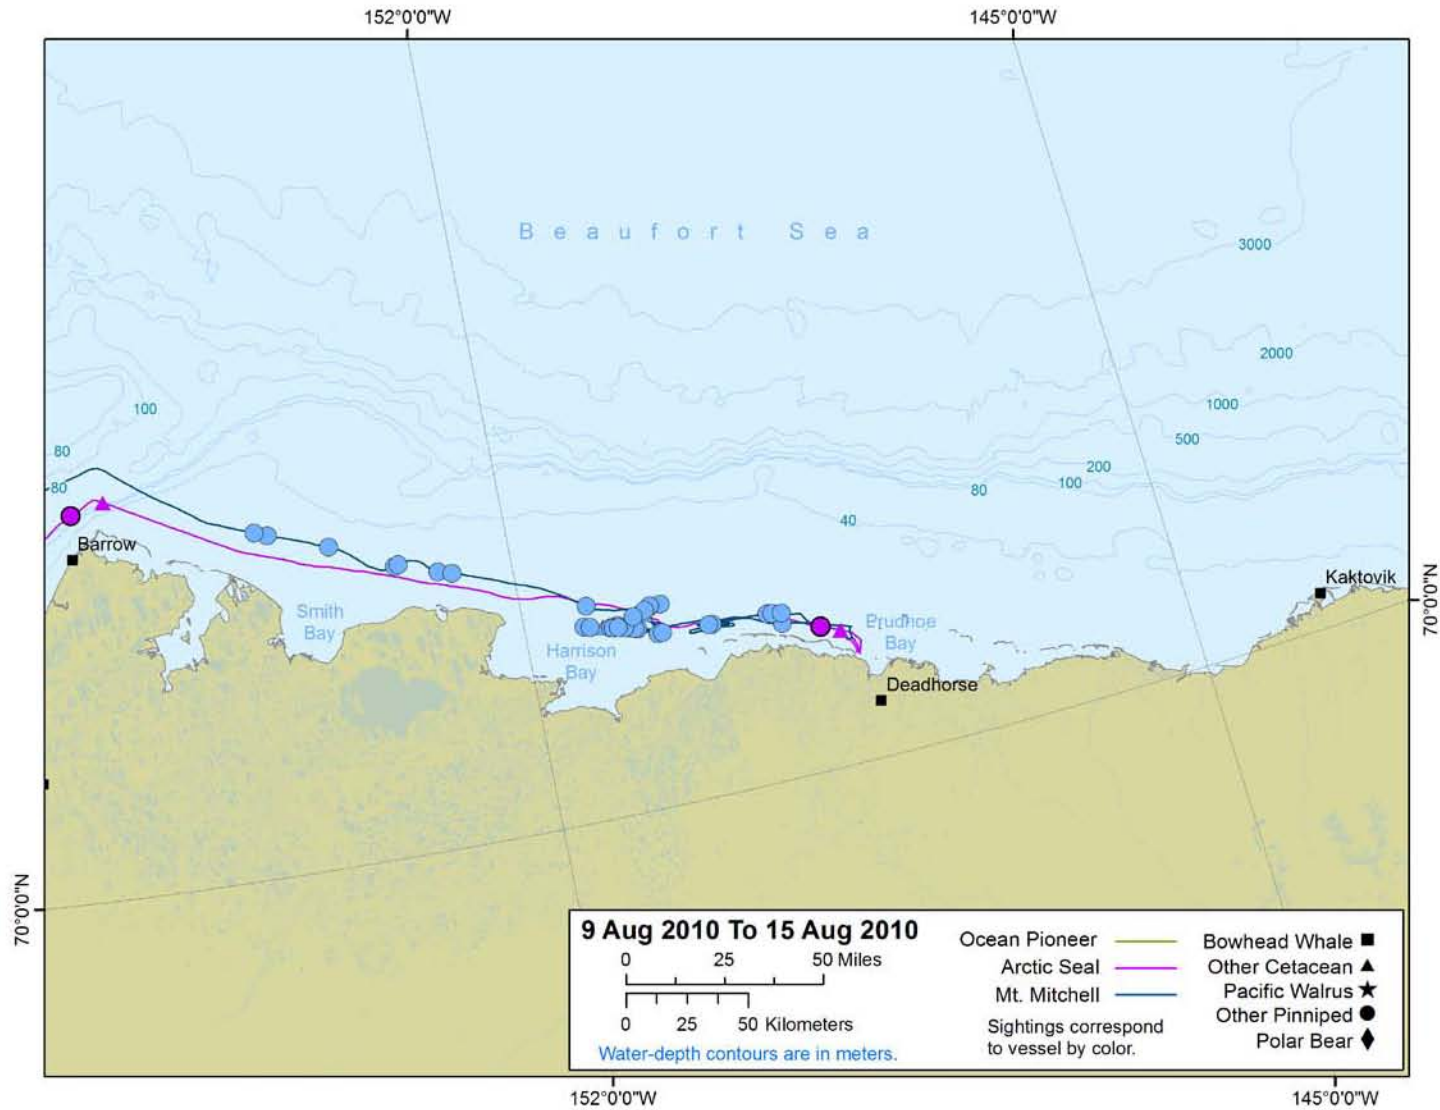 152°0'0"W 145°0'0"W
Beaufort Sea
3000
2000
1000
500
200
100
80
40
100
80
80
Barrow
Smith
Bay
Harrison
Bay
Prudhoe
Bay
Deadhorse
Kaktovik
70°0'0"N
70°0'0"N
9 Aug 2010 To 15 Aug 2010
0 25 50 Miles
0 25 50 Kilometers
Water-depth contours are in meters.
Ocean Pioneer
Arctic Seal
Mt. Mitchell
Sightings correspond
to vessel by color.
Bowhead Whale
Other Cetacean
Pacific Walrus
Other Pinniped
Polar Bear
152°0'0"W 145°0'0"W